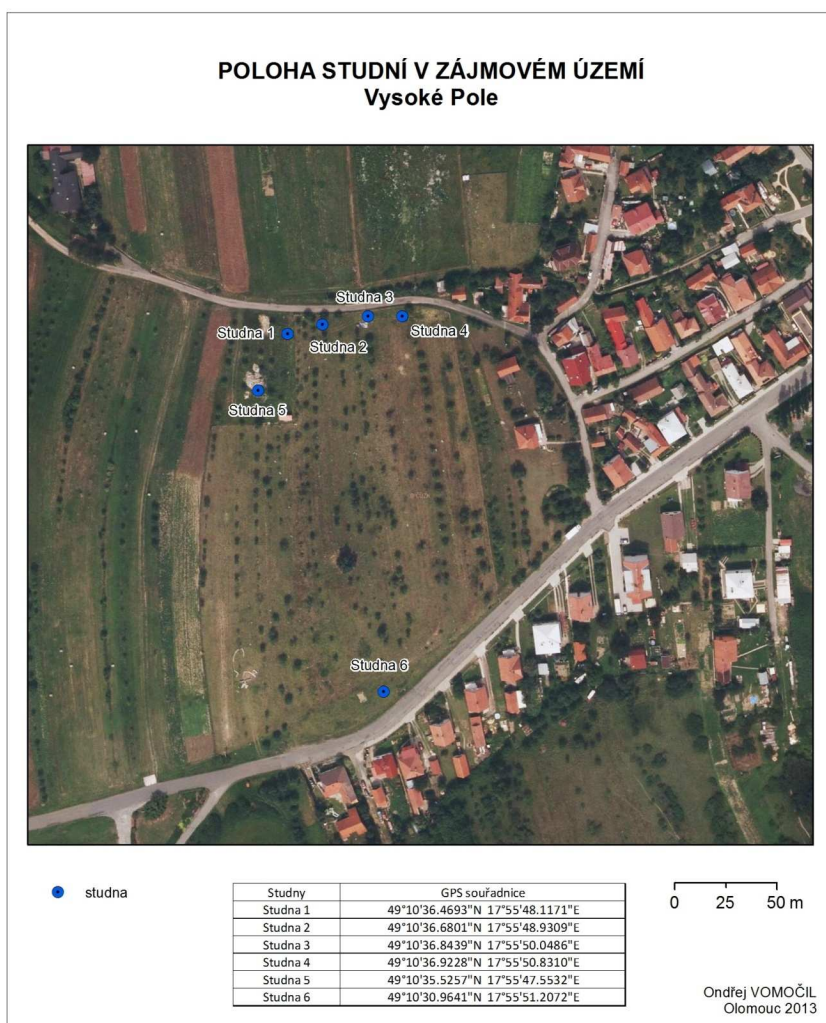 POLOHA STUDNÍ V ZÁJMOVÉM ÚZEMÍ
Vysoké Pole
Studna 3
Studna 1
Studna 2
Studna 4
Studna 5
Studna 6
studna
Studny GPS souřadnice
Studna 1 49°10'36.4693"N 17°55'48.1171"E
Studna 2 49°10'36.6801"N 17°55'48.9309"E
Studna 3 49°10'36.8439"N 17°55'50.0486"E
Studna 4 49°10'36.9228"N 17°55'50.8310"E
Studna 5 49°10'35.5257"N 17°55'47.5532"E
Studna 6 49°10'30.9641"N 17°55'51.2072"E
0 25 50 m
Ondřej VOMOČIL
Olomouc 2013